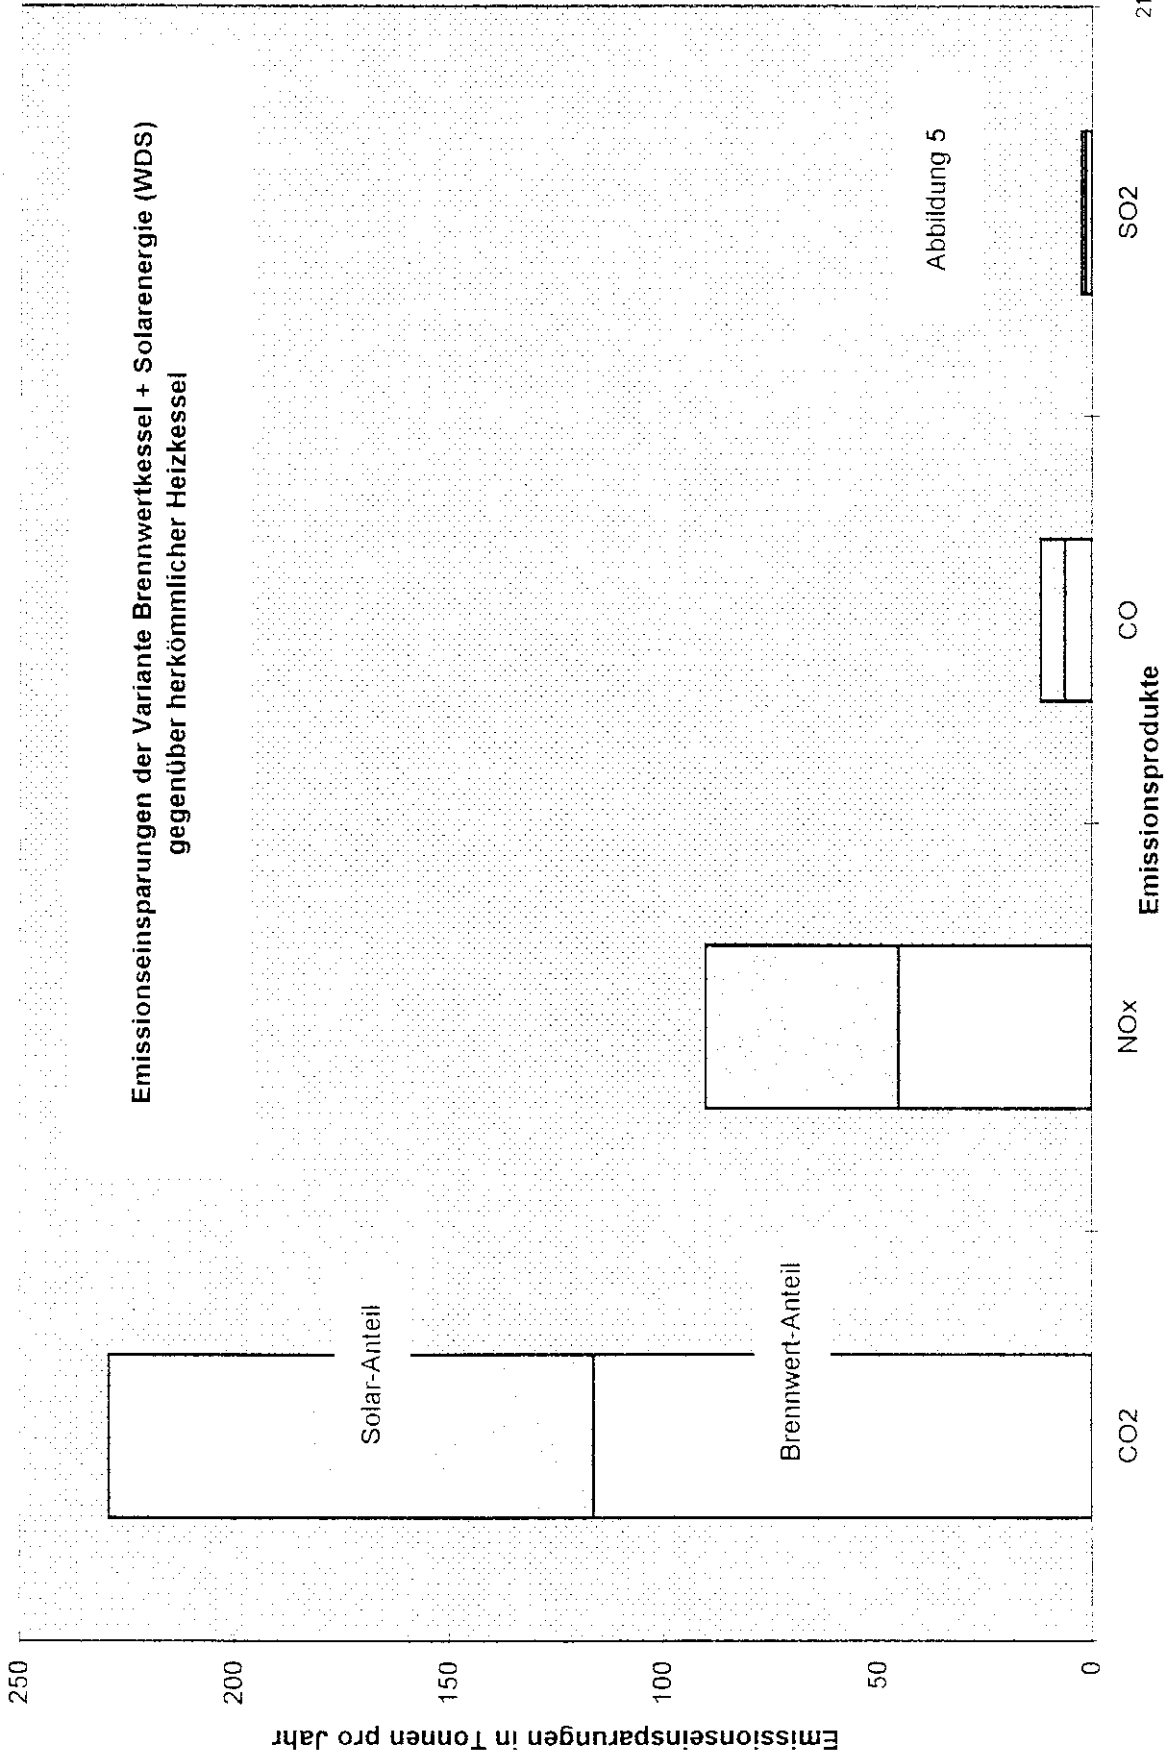 Emissionseinsparungen der Variante Brennwertkessel + Solarenergie (WDS)
gegenüber herkömmlicher Heizkessel
Emissionseinsparungen in Tonnen pro Jahr
250
200
150
100
50
0
Solar-Anteil
Brennwert-Anteil
Abbildung 5
CO2
NOx
CO
SO2
Emissionsprodukte
21